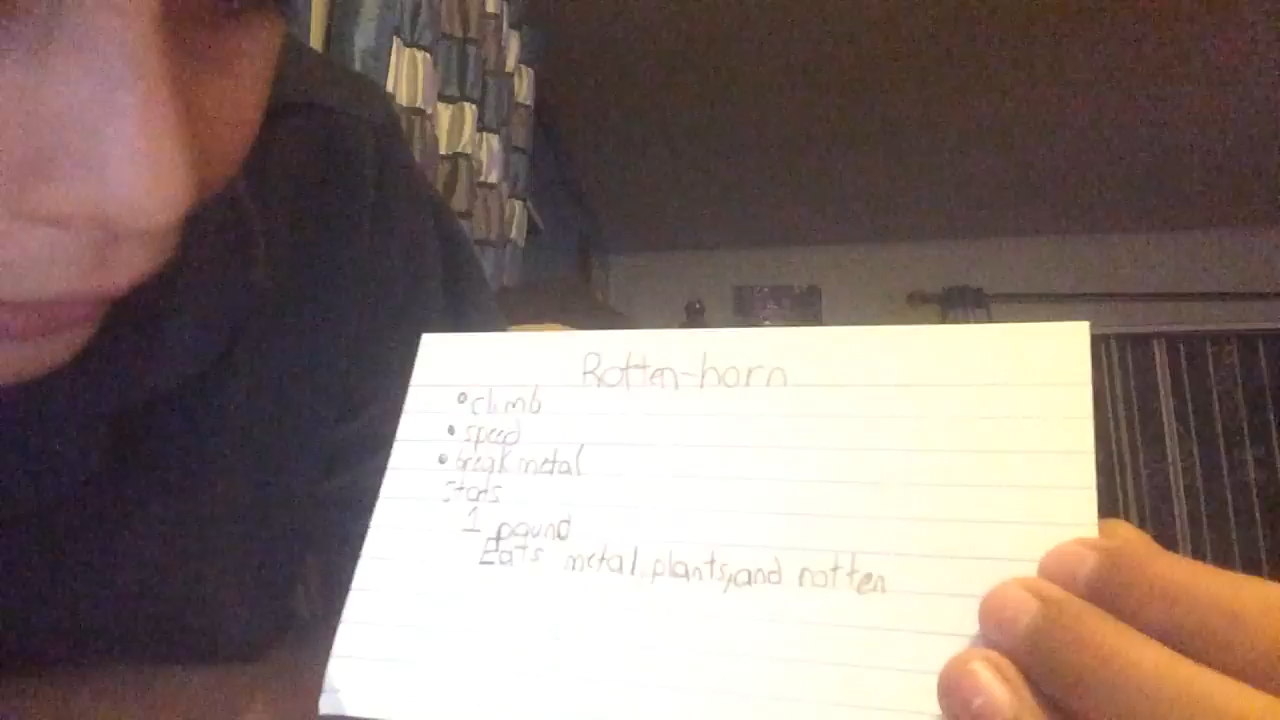 Rotten-horn
•climb
•speed
•break metal
Stats
1 pound
Eats metal, plants, and rotten